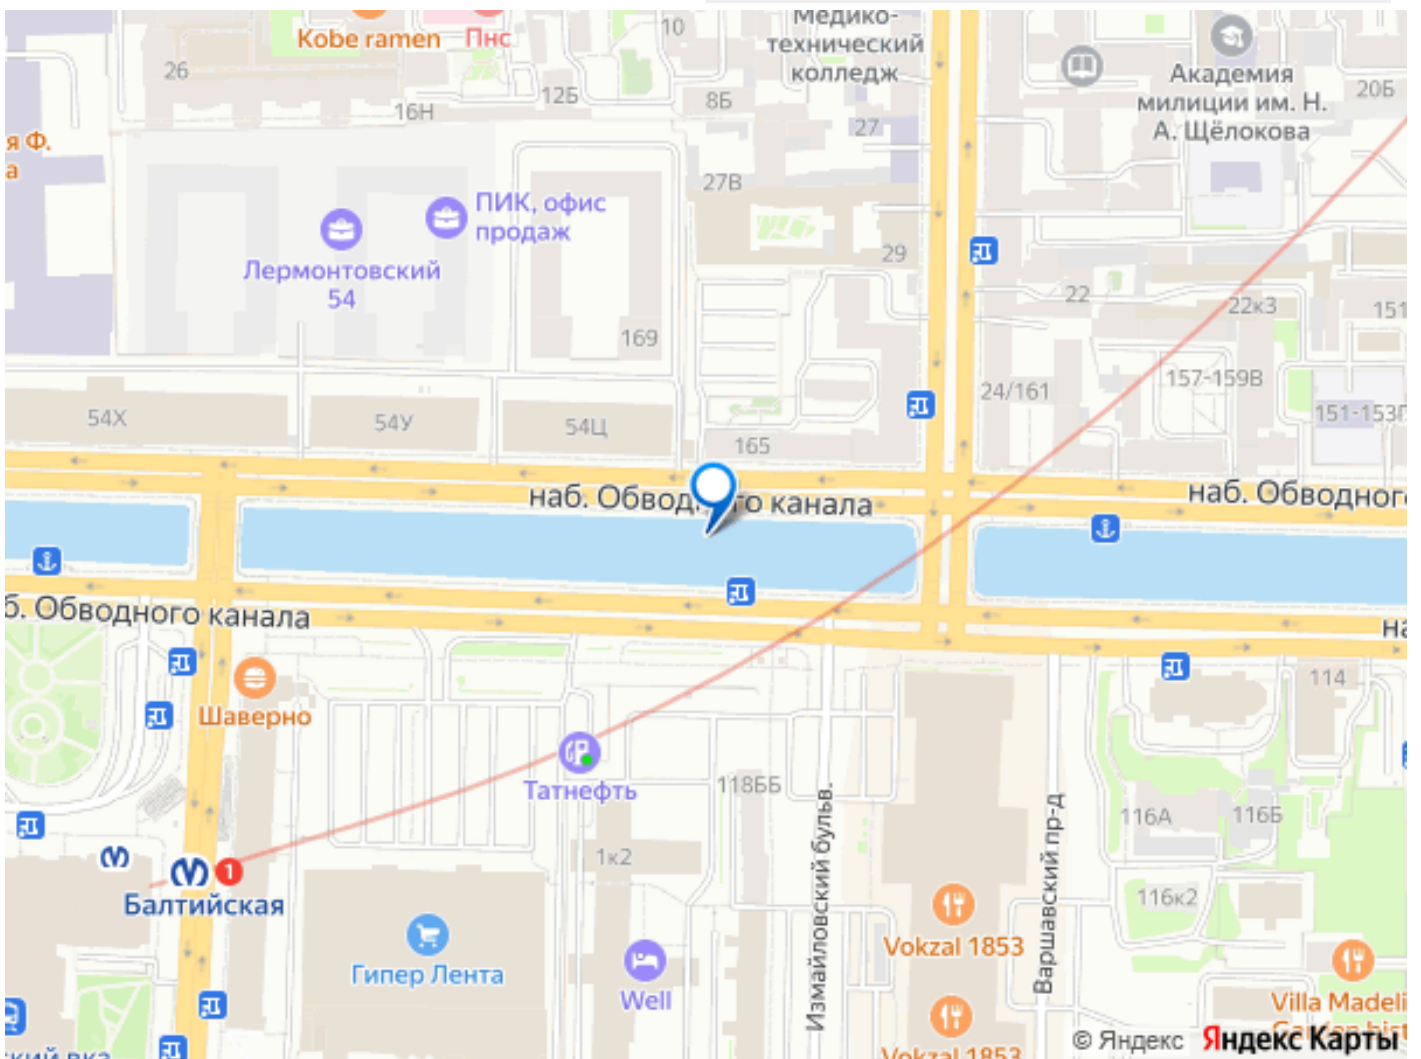 Медико-
технический
колледж
Kobe ramen
Пнс
10
26
12Б
16Н
8Б
27
Академия
милиции им. Н.
А. Щёлокова
20Б
я Ф.
а
27В
ПИК, офис
продаж
Лермонтовский
54
29
22
22к3
151
169
157-159В
24/161
151-153Г
54Х
54У
54Ц
165
наб. Обводного канала
наб. Обводного
б. Обводного канала
на
114
Шаверно
Татнефть
118ББ
116А
116Б
1к2
Измайловский бульв.
Варшавский пр-д
1
Балтийская
116к2
Гипер Лента
Vokzal 1853
Well
Villa Madeli
Vokzal 1853
© Яндекс Яндекс Карты